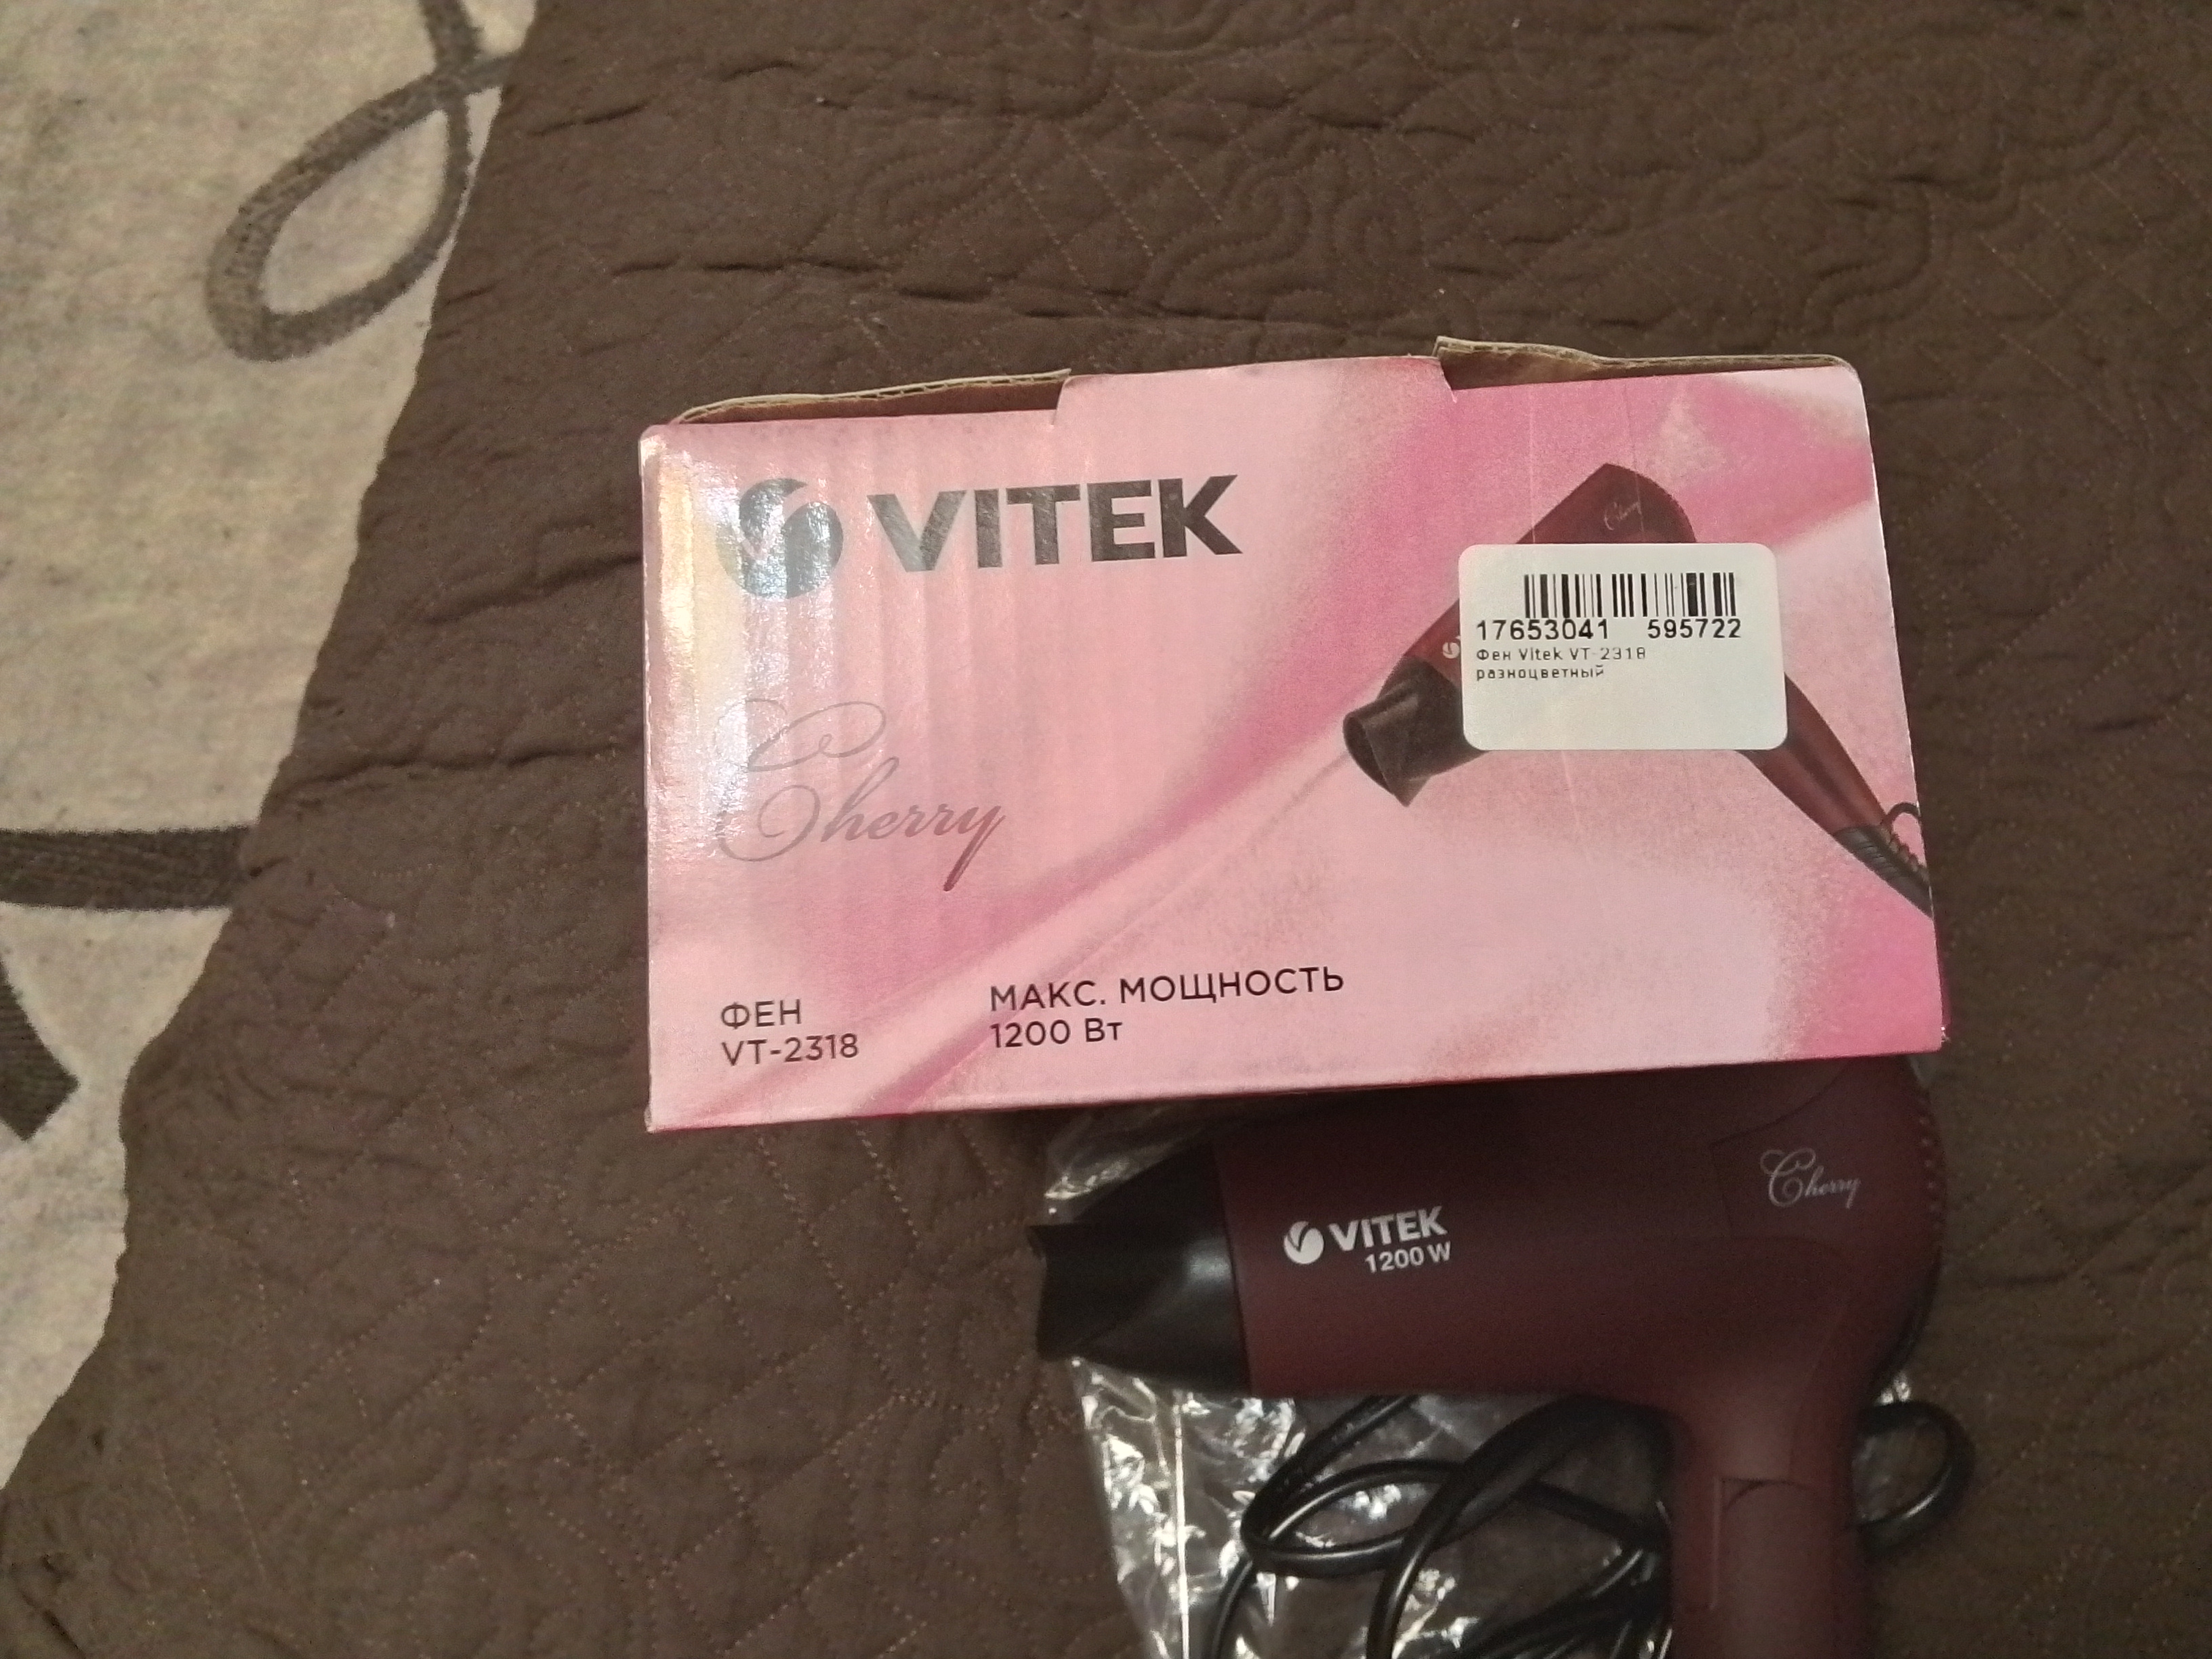 VITEK
Cherry
Cherry
17653041 595722
Фен Vitek VT-2318
разноцветный
ФЕН
VT-2318
МАКС. МОЩНОСТЬ
1200 Вт
Cherry
VITEK
1200 W